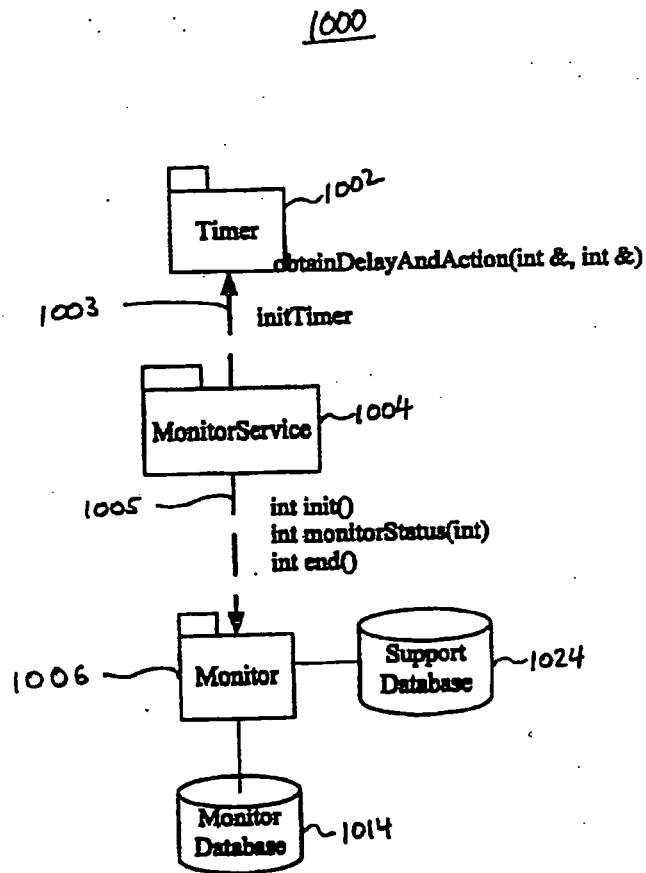 1000
1002
Timer
obtainDelayAndAction(int &, int &)
1003
initTimer
1004
MonitorService
1005
int init()
int monitorStatus(int)
int end()
1006
Monitor
Support
Database
1024
Monitor
Database
1014